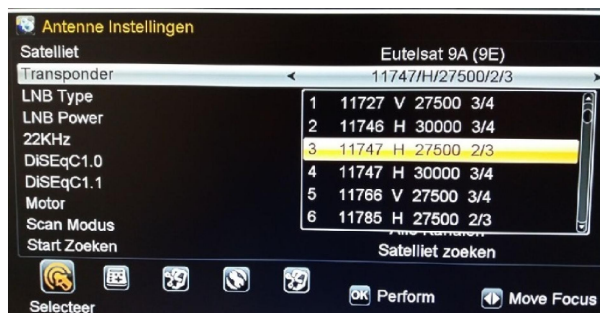 Antenne Instellingen
Satelliet Eutelsat 9A (9E)
Transponder 11747/H/27500/2/3
LNB Type
LNB Power
22KHz
DiSEqC1.0
DiSEqC1.1
Motor
Scan Modus Alle Kanalen
Start Zoeken Satelliet zoeken
1 11727 V 27500 3/4
2 11746 H 30000 3/4
3 11747 H 27500 2/3
4 11747 H 30000 3/4
5 11766 V 27500 3/4
6 11785 H 27500 2/3
Selecteer
OK Perform
Move Focus